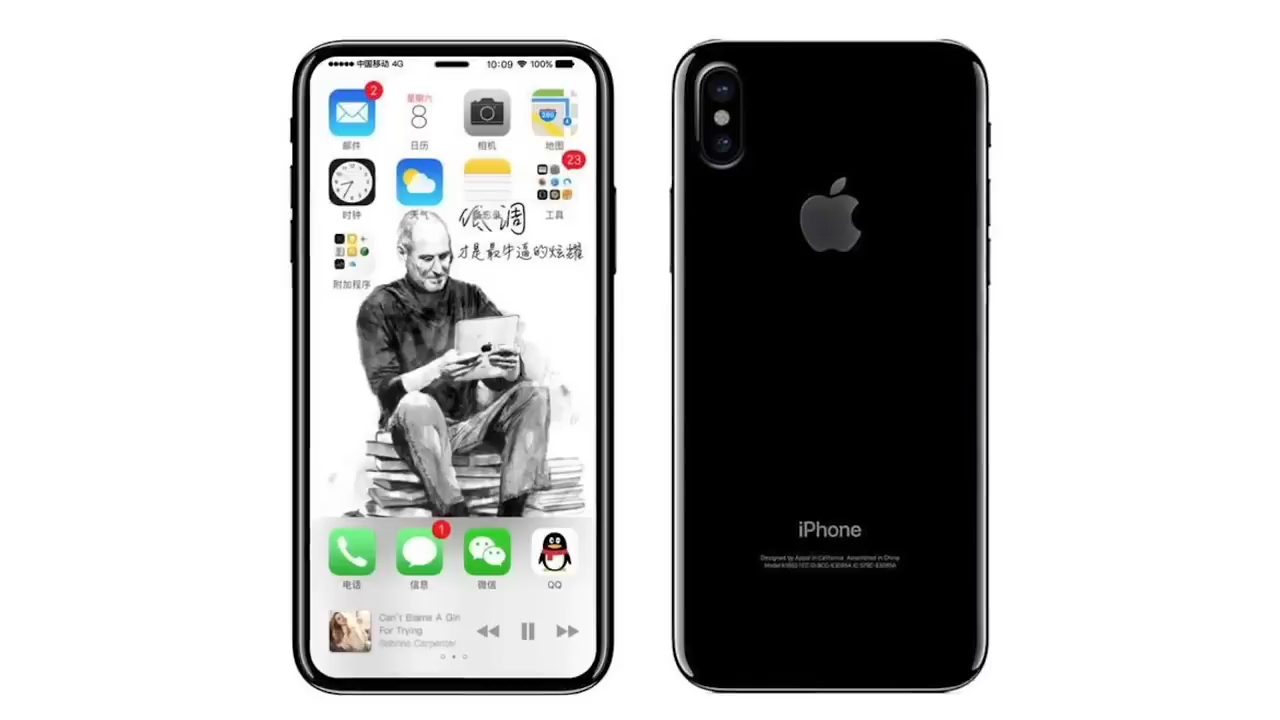 中国移动 4G 10:09 100%
2
星期六
8
280
邮件 日历 相机 地图
23
时钟 天气 备忘录 工具
低调
才是最牛逼的炫耀
附加程序
1
电话 信息 微信 QQ
Can't Blame A Girl
For Trying
Sabrina Carpenter
iPhone
Designed by Apple in California Assembled in China